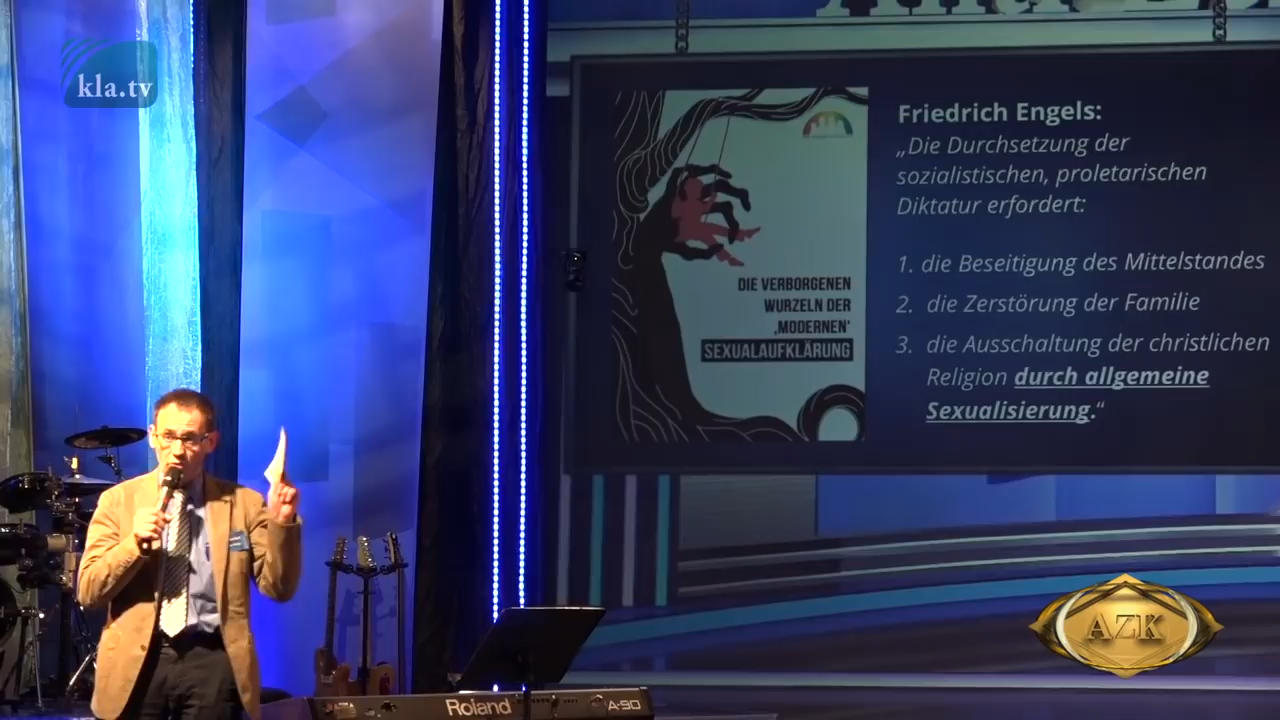 kla.tv
Friedrich Engels:
„Die Durchsetzung der
sozialistischen, proletarischen
Diktatur erfordert:
1. die Beseitigung des Mittelstandes
2. die Zerstörung der Familie
3. die Ausschaltung der christlichen
Religion durch allgemeine
Sexualisierung.“
DIE VERBORGENEN
WURZELN DER
‚MODERNEN‘
SEXUALAUFKLÄRUNG
AZK
Roland
A-90